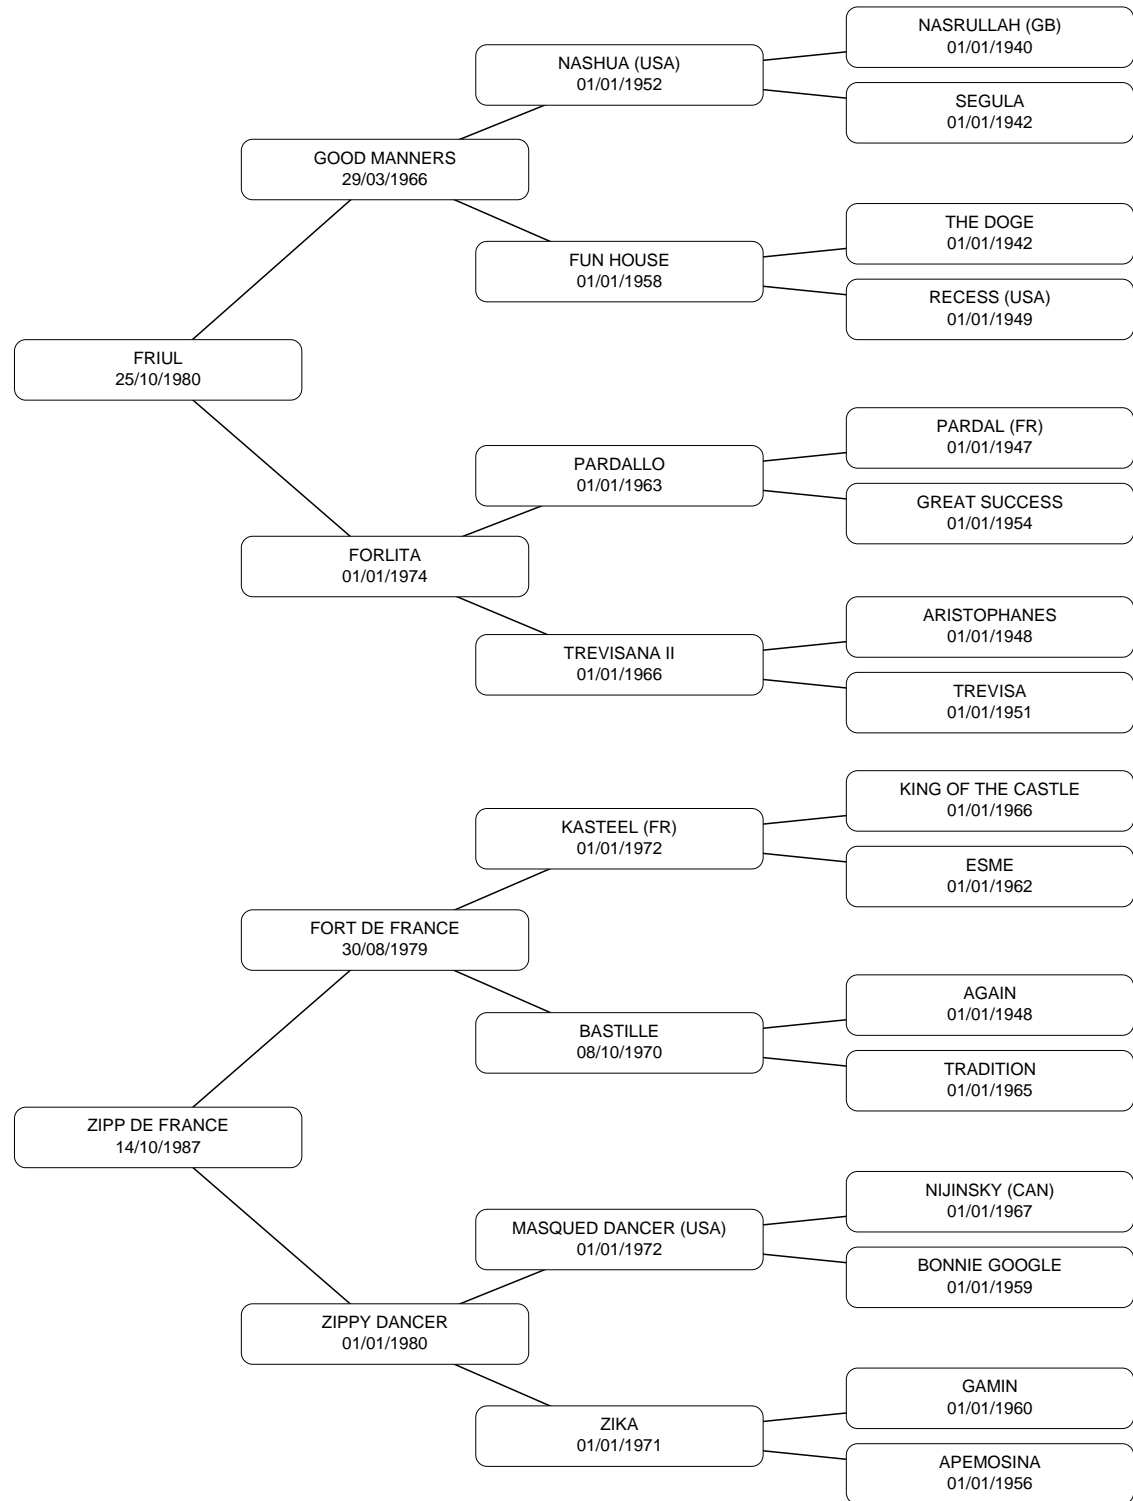 NASRULLAH (GB)
01/01/1940
NASHUA (USA)
01/01/1952
SEGULA
01/01/1942
GOOD MANNERS
29/03/1966
THE DOGE
01/01/1942
FUN HOUSE
01/01/1958
RECESS (USA)
01/01/1949
FRIUL
25/10/1980
PARDAL (FR)
01/01/1947
PARDALLO
01/01/1963
GREAT SUCCESS
01/01/1954
FORLITA
01/01/1974
ARISTOPHANES
01/01/1948
TREVISANA II
01/01/1966
TREVISA
01/01/1951
KING OF THE CASTLE
01/01/1966
KASTEEL (FR)
01/01/1972
ESME
01/01/1962
FORT DE FRANCE
30/08/1979
AGAIN
01/01/1948
BASTILLE
08/10/1970
TRADITION
01/01/1965
ZIPP DE FRANCE
14/10/1987
NIJINSKY (CAN)
01/01/1967
MASQUED DANCER (USA)
01/01/1972
BONNIE GOOGLE
01/01/1959
ZIPPY DANCER
01/01/1980
GAMIN
01/01/1960
ZIKA
01/01/1971
APEMOSINA
01/01/1956